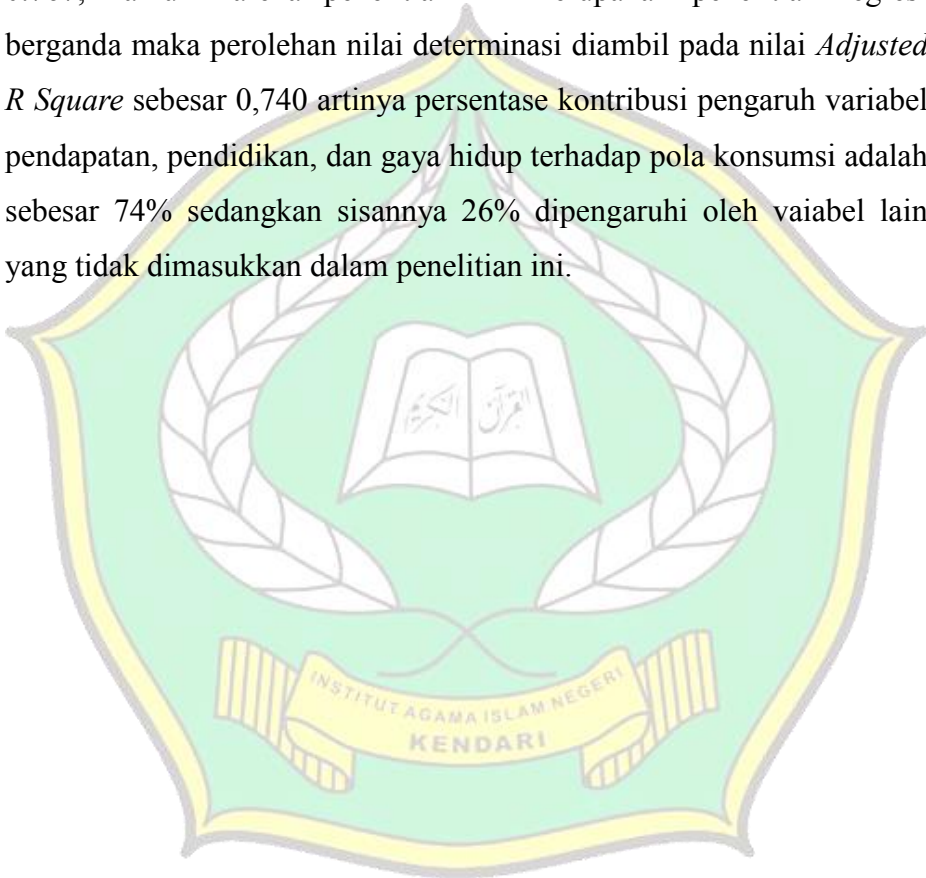 berganda maka perolehan nilai determinasi diambil pada nilai Adjusted
R Square sebesar 0,740 artinya persentase kontribusi pengaruh variabel
pendapatan, pendidikan, dan gaya hidup terhadap pola konsumsi adalah
sebesar 74% sedangkan sisannya 26% dipengaruhi oleh vaiabel lain
yang tidak dimasukkan dalam penelitian ini.
القرآن الكريم
INSTITUT AGAMA ISLAM NEGERI
KENDARI